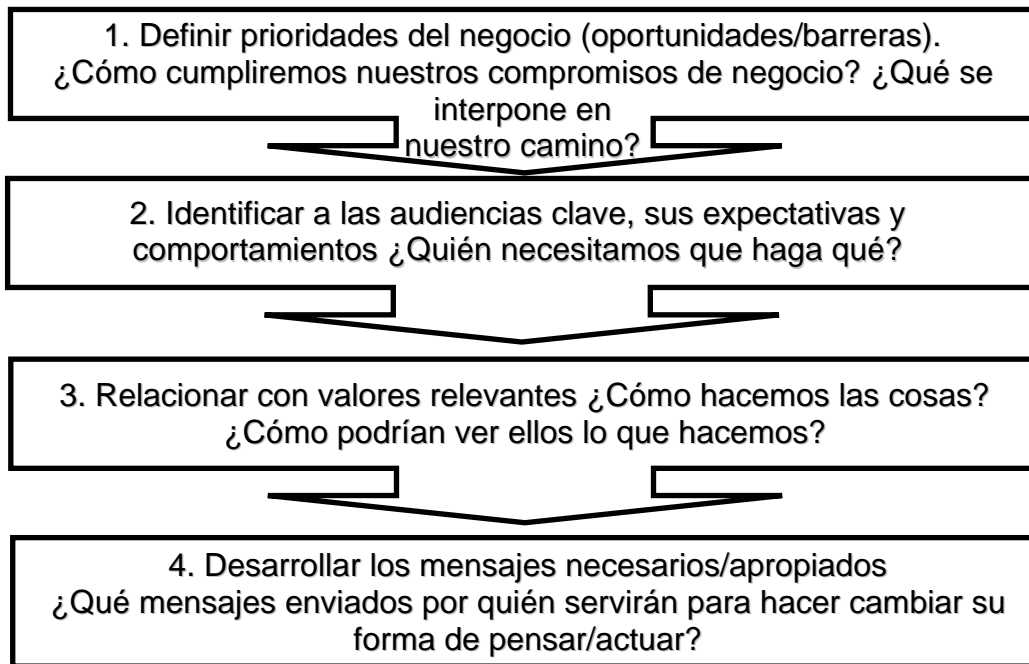 1. Definir prioridades del negocio (oportunidades/barreras).
¿Cómo cumpliremos nuestros compromisos de negocio? ¿Qué se
interpone en
nuestro camino?
2. Identificar a las audiencias clave, sus expectativas y
comportamientos ¿Quién necesitamos que haga qué?
3. Relacionar con valores relevantes ¿Cómo hacemos las cosas?
¿Cómo podrían ver ellos lo que hacemos?
4. Desarrollar los mensajes necesarios/apropiados
¿Qué mensajes enviados por quién servirán para hacer cambiar su
forma de pensar/actuar?